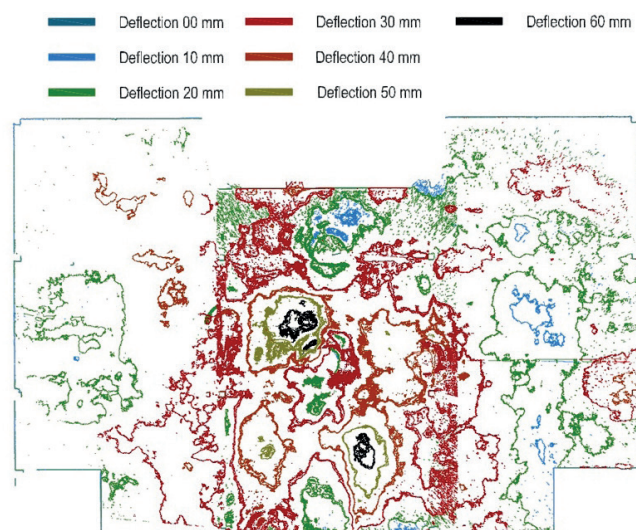 Deflection 00 mm
Deflection 30 mm
Deflection 60 mm
Deflection 10 mm
Deflection 40 mm
Deflection 20 mm
Deflection 50 mm